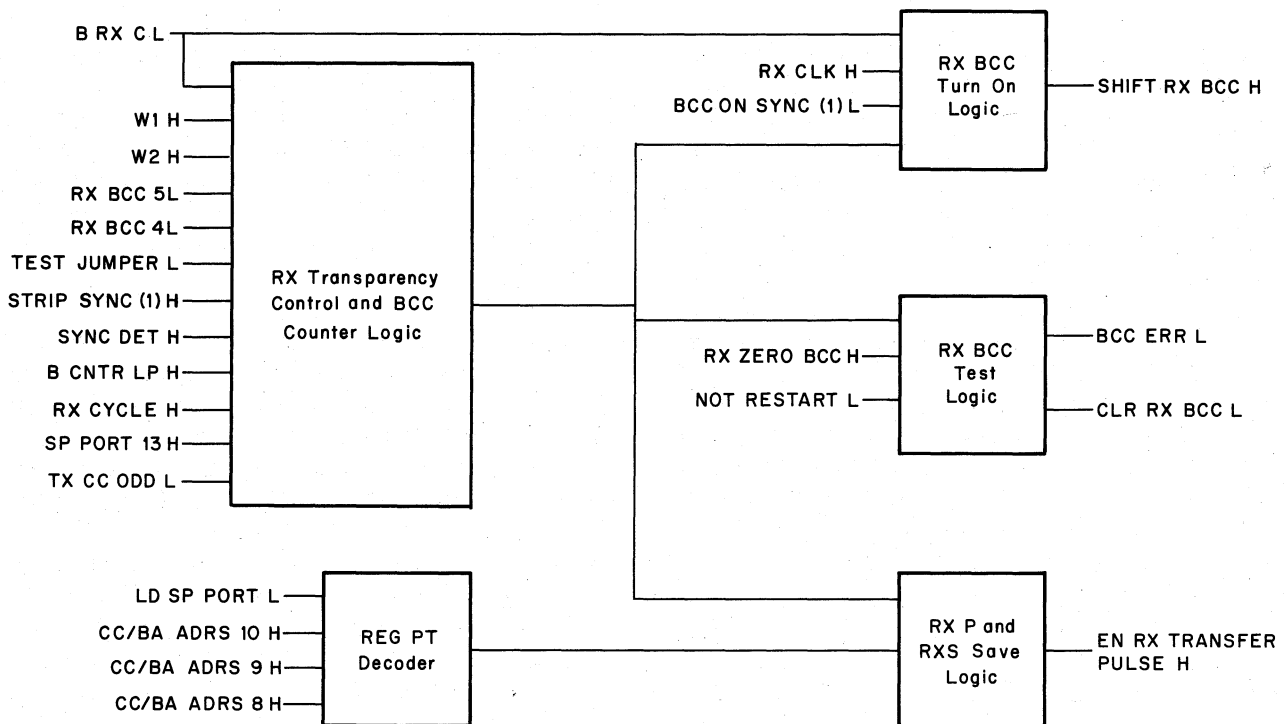 B RX C L
W1 H
W2 H
RX BCC 5L
RX BCC 4L
TEST JUMPER L
STRIP SYNC (1) H
SYNC DET H
B CNTR LP H
RX CYCLE H
SP PORT 13 H
TX CC ODD L
RX Transparency
Control and BCC
Counter Logic
RX CLK H
BCC ON SYNC (1) L
RX BCC
Turn On
Logic
SHIFT RX BCC H
RX ZERO BCC H
NOT RESTART L
RX BCC
Test
Logic
BCC ERR L
CLR RX BCC L
LD SP PORT L
CC/BA ADRS 10 H
CC/BA ADRS 9 H
CC/BA ADRS 8 H
REG PT
Decoder
RX P and
RXS Save
Logic
EN RX TRANSFER
PULSE H